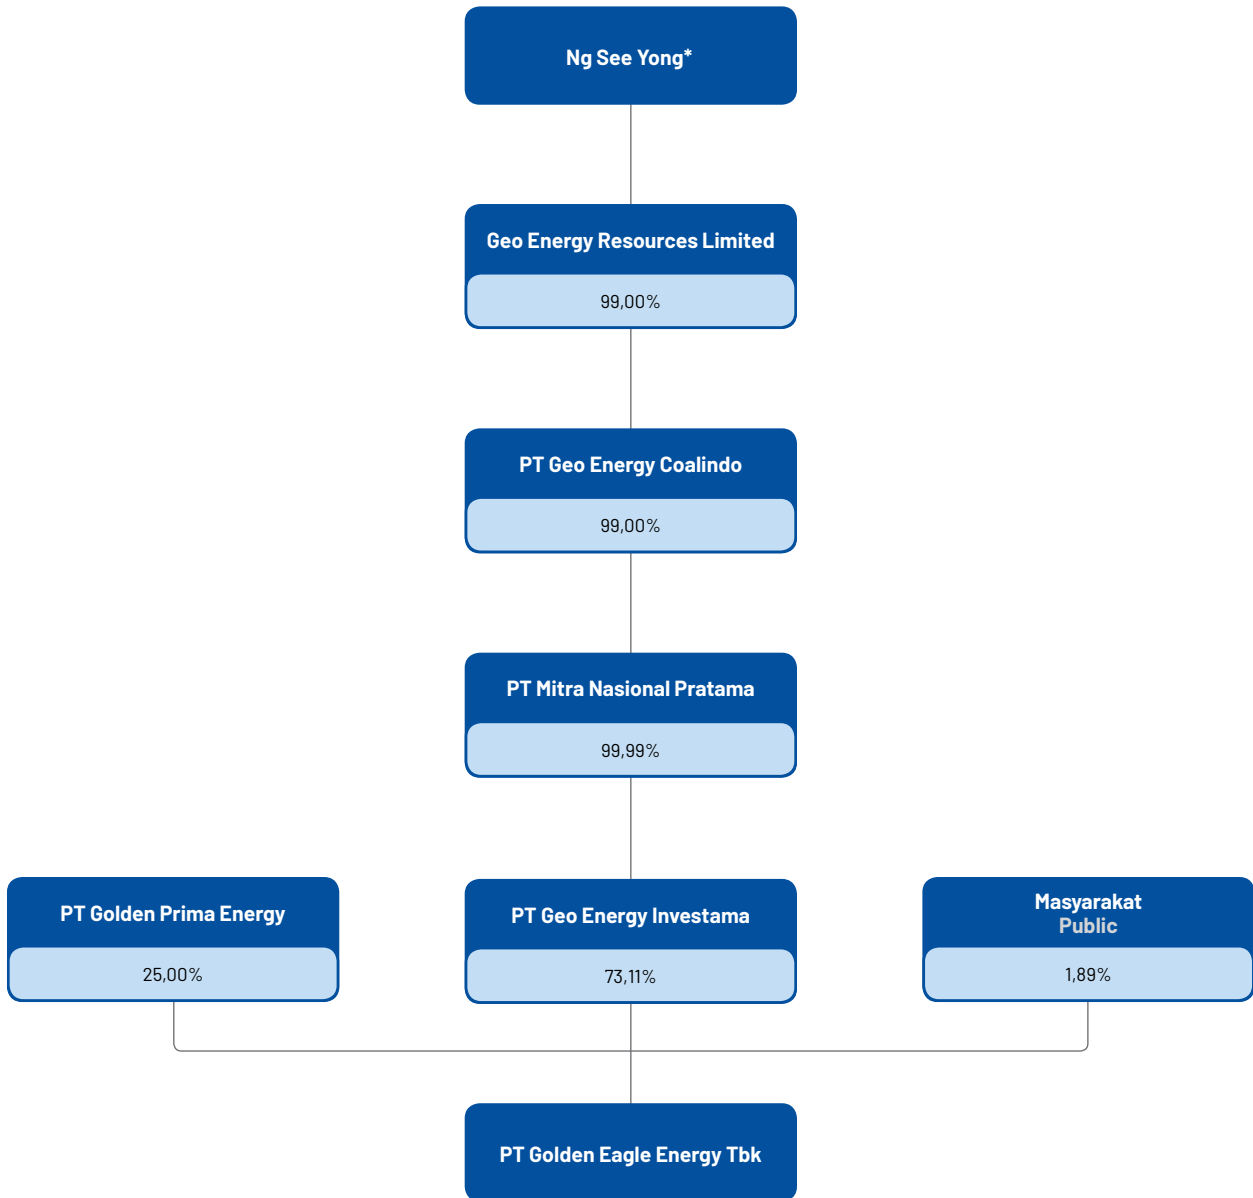 Ng See Yong*
Geo Energy Resources Limited
99,00%
PT Geo Energy Coalindo
99,00%
PT Mitra Nasional Pratama
99,99%
PT Golden Prima Energy
25,00%
PT Geo Energy Investama
73,11%
Masyarakat
Public
1,89%
PT Golden Eagle Energy Tbk